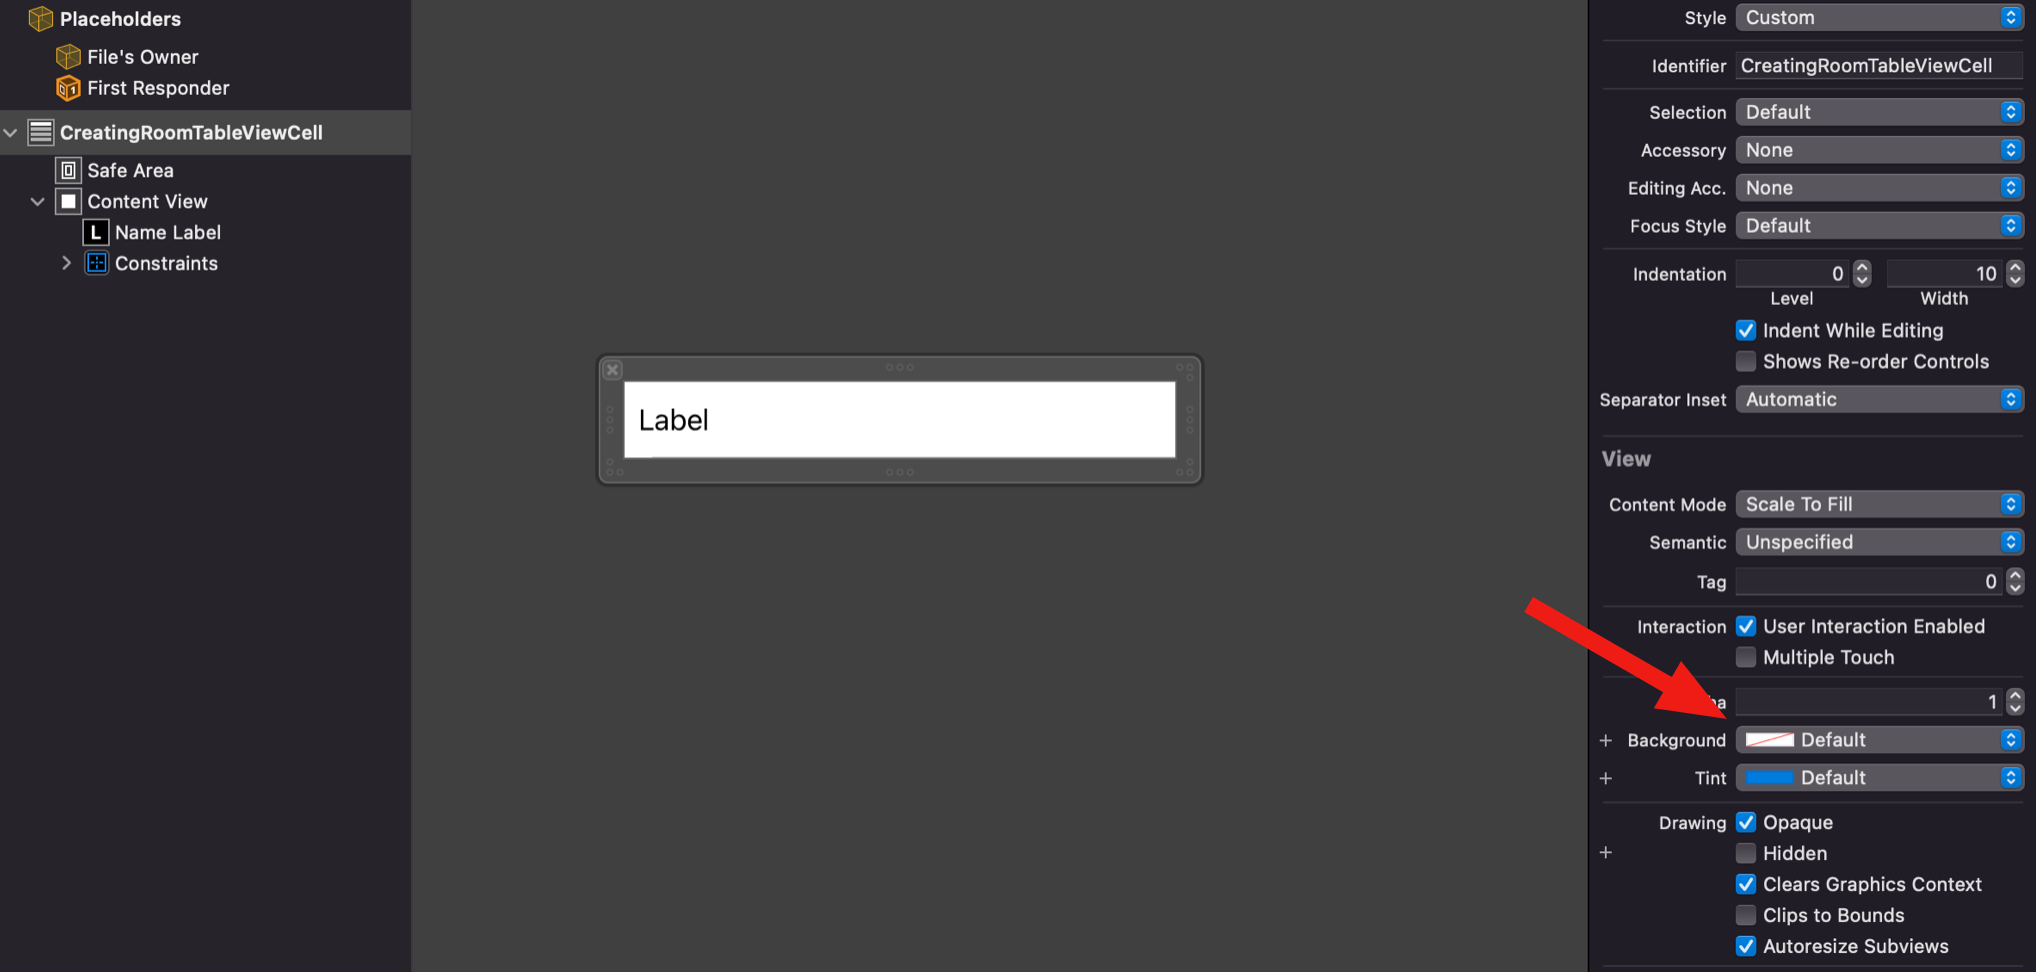 Placeholders
File's Owner
First Responder
CreatingRoomTableViewCell
Safe Area
Content View
L Name Label
Constraints
Label
Style Custom
Identifier CreatingRoomTableViewCell
Selection Default
Accessory None
Editing Acc. None
Focus Style Default
Indentation 0 10
Level Width
Indent While Editing
Shows Re-order Controls
Separator Inset Automatic
View
Content Mode Scale To Fill
Semantic Unspecified
Tag 0
Interaction User Interaction Enabled
Multiple Touch
1
+ Background Default
+ Tint Default
Drawing Opaque
+ Hidden
Clears Graphics Context
Clips to Bounds
Autoresize Subviews